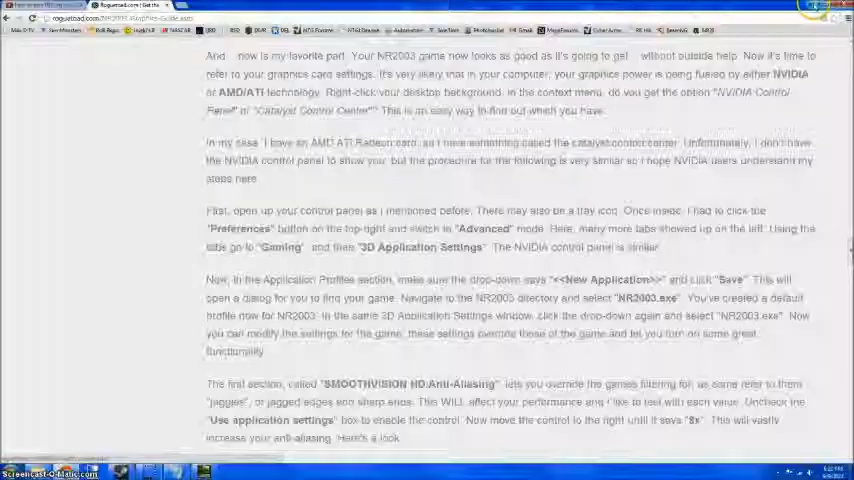 Roguetoad.com | Get the
And now is my favorite part. Your NR2003 game now looks as good as it's going to get without outside help. Now it's time to
refer to your graphics card settings. It's very likely that in your computer, your graphics power is being fueled by either NVIDIA
or AMD/ATI technology. Right-click your desktop background, in the context menu, do you get the option "NVIDIA Control
Panel" or "Catalyst Control Center"? This is an easy way to find out which you have.
In my case, I have an AMD ATI Radeon card, so I have something called the catalyst control center. Unfortunately, I don't have
the NVIDIA control panel to show you, but the procedure for the following is very similar so I hope NVIDIA users understand my
steps here.
First, open up your control panel as I mentioned before. There may also be a tray icon. Once inside, I had to click the
"Preferences" button on the top-right and switch to "Advanced" mode. Here, many more tabs showed up on the left. Using the
tabs go to "Gaming" and then "3D Application Settings". The NVIDIA control panel is similar.
Now, in the Application Profiles section, make sure the drop-down says "<<New Application>>" and click "Save". This will
open a dialog for you to find your game. Navigate to the NR2003 directory and select "NR2003.exe". You've created a default
profile now for NR2003. In the same 3D Application Settings window, click the drop-down again and select "NR2003.exe". Now
you can modify the settings for the game, these settings override those of the game and let you turn on some great
functionality.
The first section, called "SMOOTHVISION HD:Anti-Aliasing" lets you override the games filtering for, as some refer to them
"jaggies", or jagged edges and sharp ends. This WILL affect your performance and I like to test with each value. Uncheck the
"Use application settings" box to enable the control. Now move the control to the right until it says "8x". This will vastly
increase your anti-aliasing. Here's a look
Screencast-O-Matic.com